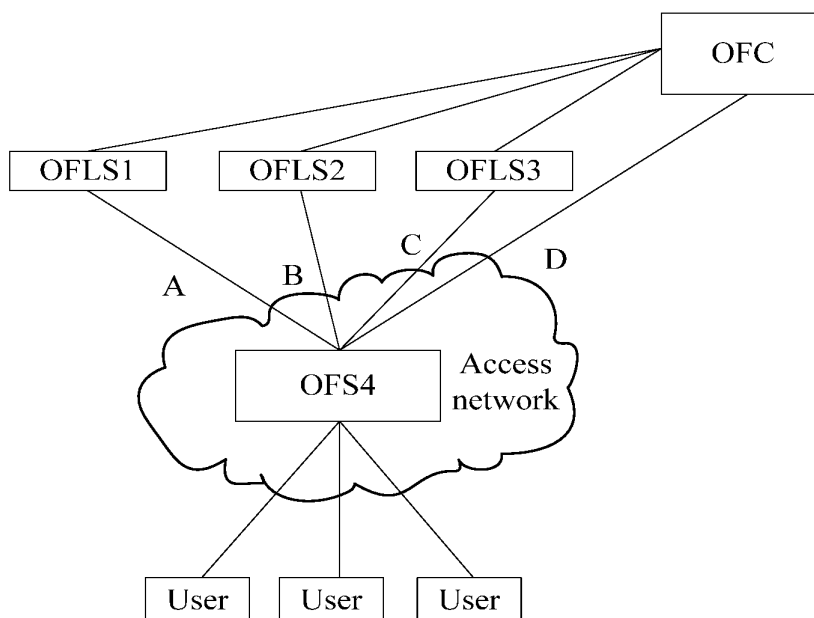 OFC
OFLS1
OFLS2
OFLS3
A
B
C
D
OFS4
Access
network
User
User
User